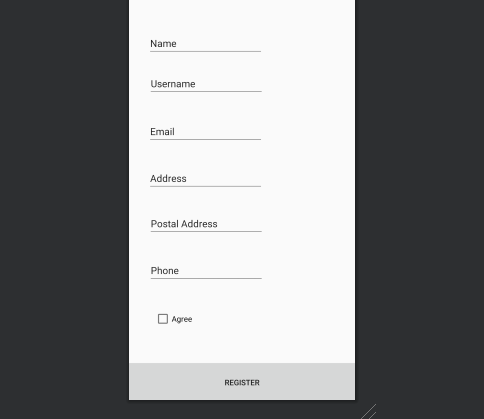 Name
Username
Email
Address
Postal Address
Phone
Agree
REGISTER